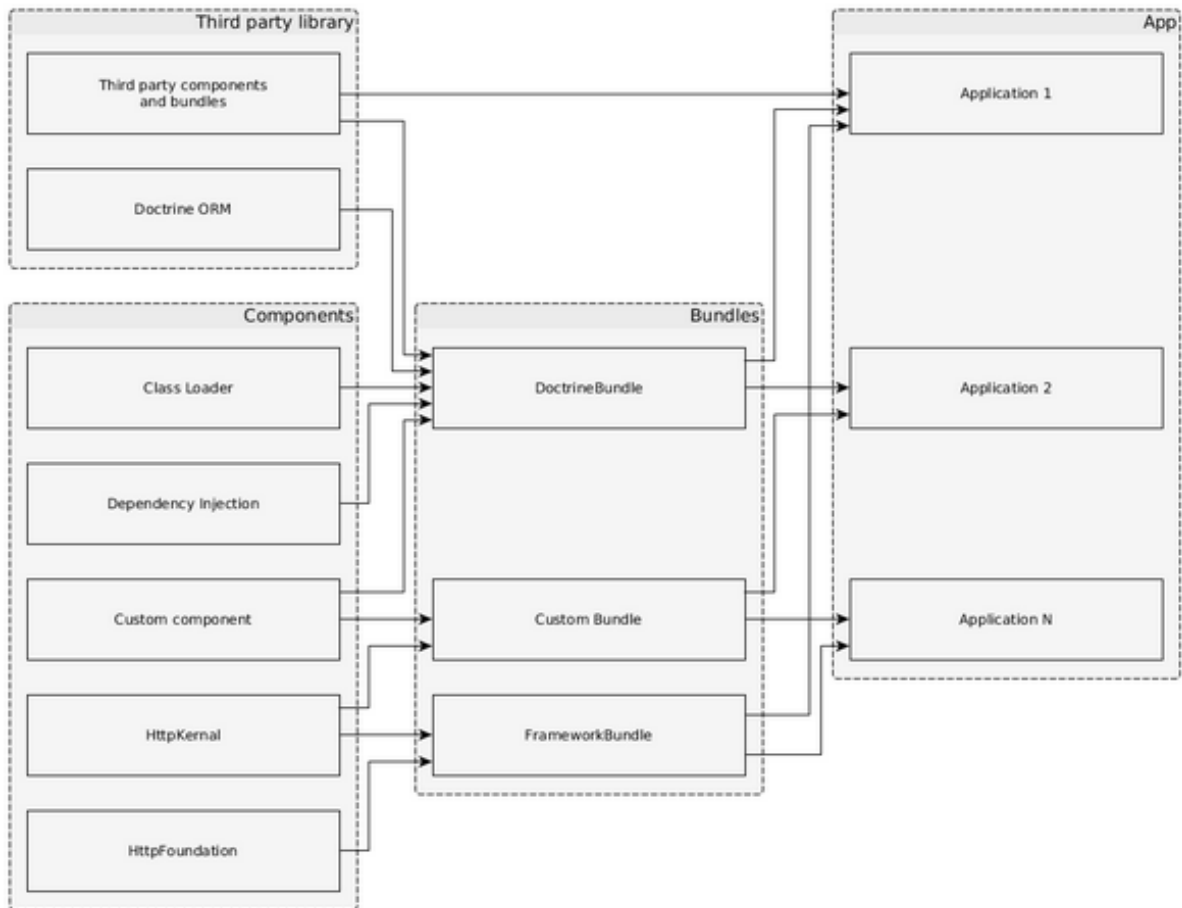 Third party library
Third party components
and bundles
Doctrine ORM
Components
Class Loader
Dependency Injection
Custom component
HttpKernal
HttpFoundation
Bundles
DoctrineBundle
Custom Bundle
FrameworkBundle
App
Application 1
Application 2
Application N